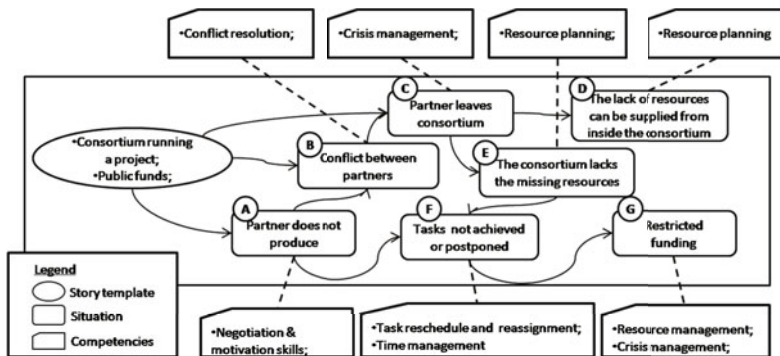 •Conflict resolution;
•Crisis management;
•Resource planning;
•Resource planning
C
Partner leaves
consortium
D
The lack of resources
can be supplied from
inside the consortium
•Consortium running
a project;
•Public funds;
B
Conflict between
partners
E
The consortium lacks
the missing resources
A
Partner does not
produce
F
Tasks not achieved
or postponed
G
Restricted
funding
Legend
Story template
Situation
Competencies
•Negotiation &
motivation skills;
•Task reschedule and reassignment;
•Time management
•Resource management;
•Crisis management;